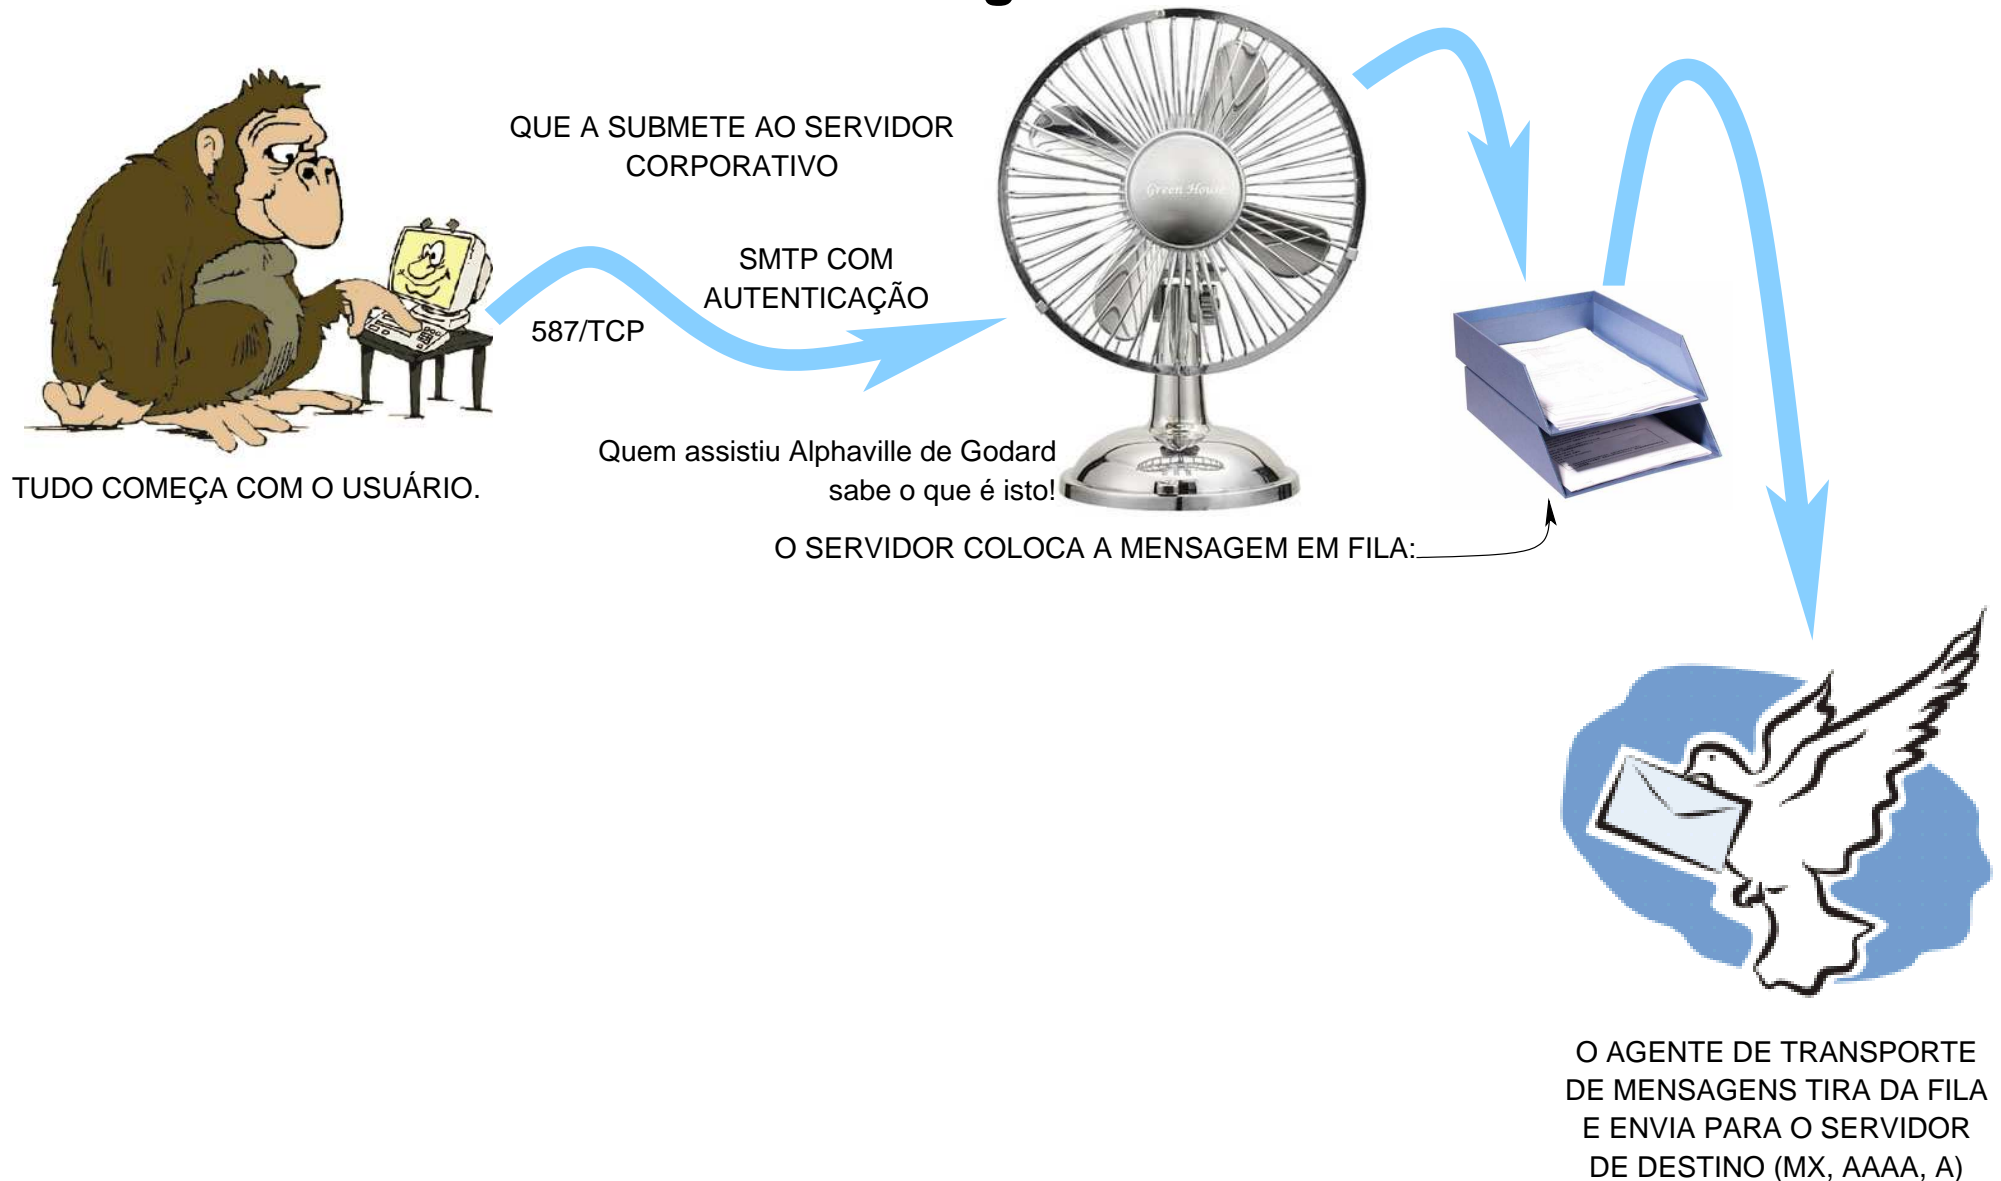 QUE A SUBMETE AO SERVIDOR
CORPORATIVO
Green House
SMTP COM
AUTENTICAÇÃO
587/TCP
Quem assistiu Alphaville de Godard
sabe o que é isto!
TUDO COMEÇA COM O USUÁRIO.
O SERVIDOR COLOCA A MENSAGEM EM FILA:
O AGENTE DE TRANSPORTE
DE MENSAGENS TIRA DA FILA
E ENVIA PARA O SERVIDOR
DE DESTINO (MX, AAAA, A)